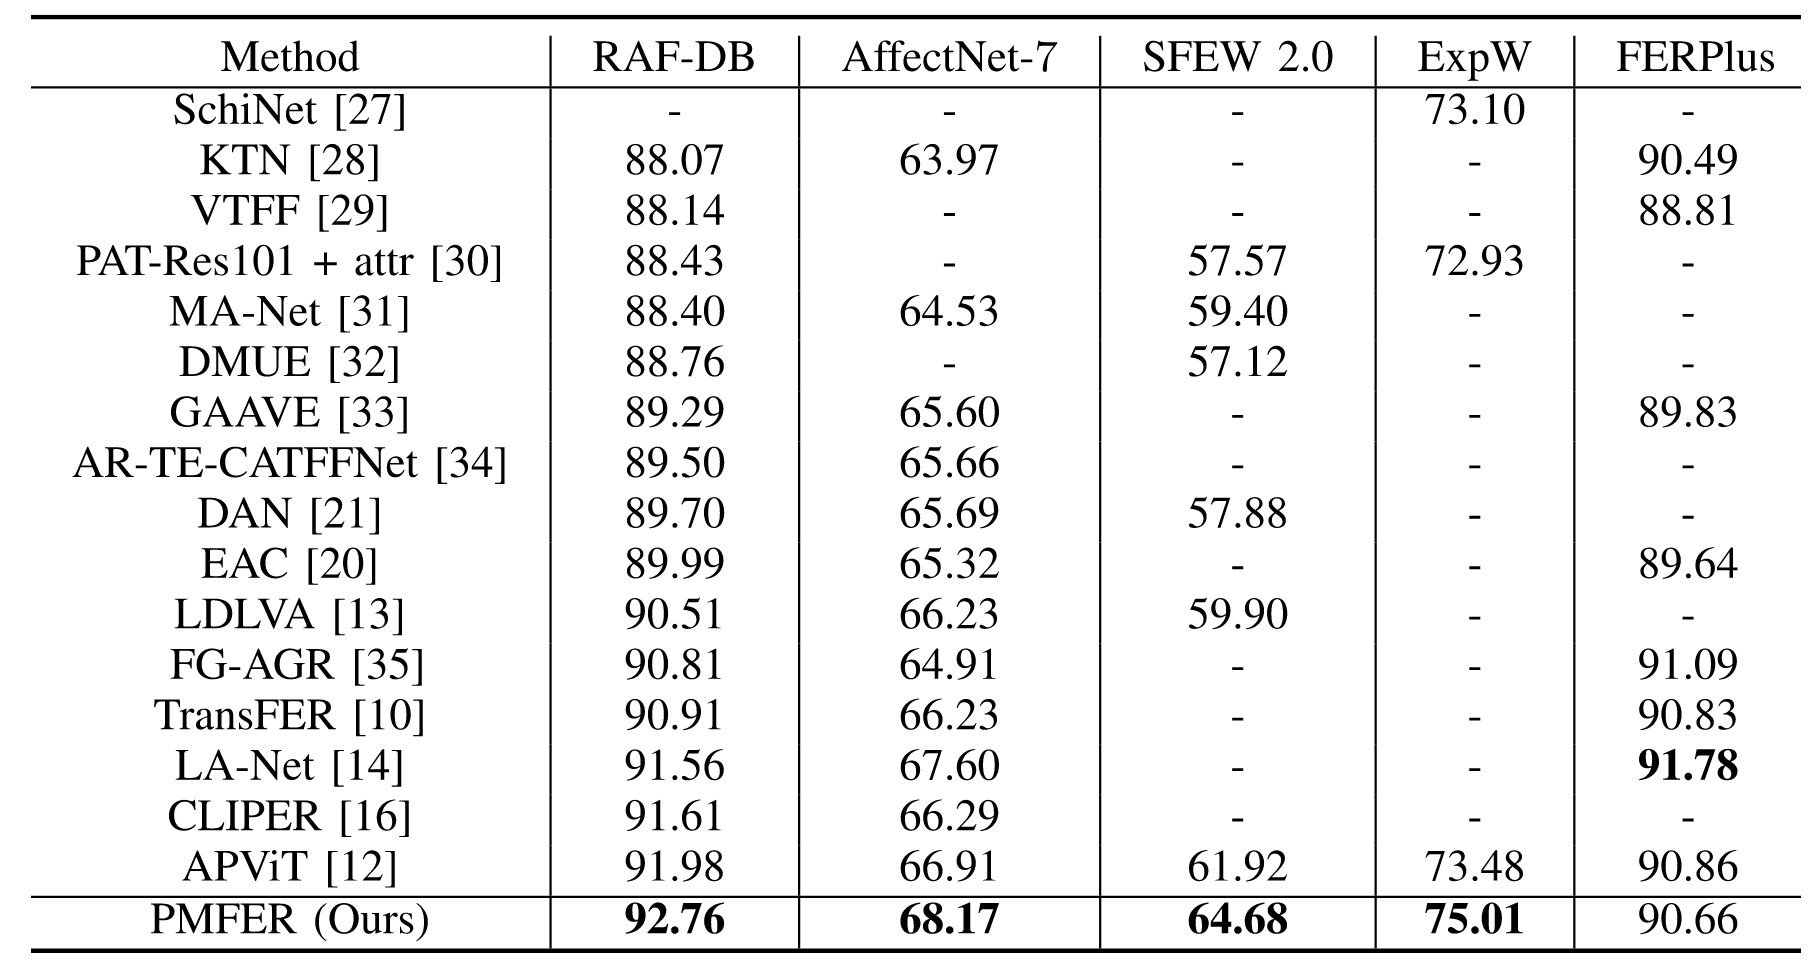 Method RAF-DB AffectNet-7 SFEW 2.0 ExpW FERPlus
SchiNet [27] - - - 73.10 -
KTN [28] 88.07 63.97 - - 90.49
VTFF [29] 88.14 - - - 88.81
PAT-Res101 + attr [30] 88.43 - 57.57 72.93 -
MA-Net [31] 88.40 64.53 59.40 - -
DMUE [32] 88.76 - 57.12 - -
GAAVE [33] 89.29 65.60 - - 89.83
AR-TE-CATFFNet [34] 89.50 65.66 - - -
DAN [21] 89.70 65.69 57.88 - -
EAC [20] 89.99 65.32 - - 89.64
LDLVA [13] 90.51 66.23 59.90 - -
FG-AGR [35] 90.81 64.91 - - 91.09
TransFER [10] 90.91 66.23 - - 90.83
LA-Net [14] 91.56 67.60 - - 91.78
CLIPER [16] 91.61 66.29 - - -
APViT [12] 91.98 66.91 61.92 73.48 90.86
PMFER (Ours) 92.76 68.17 64.68 75.01 90.66